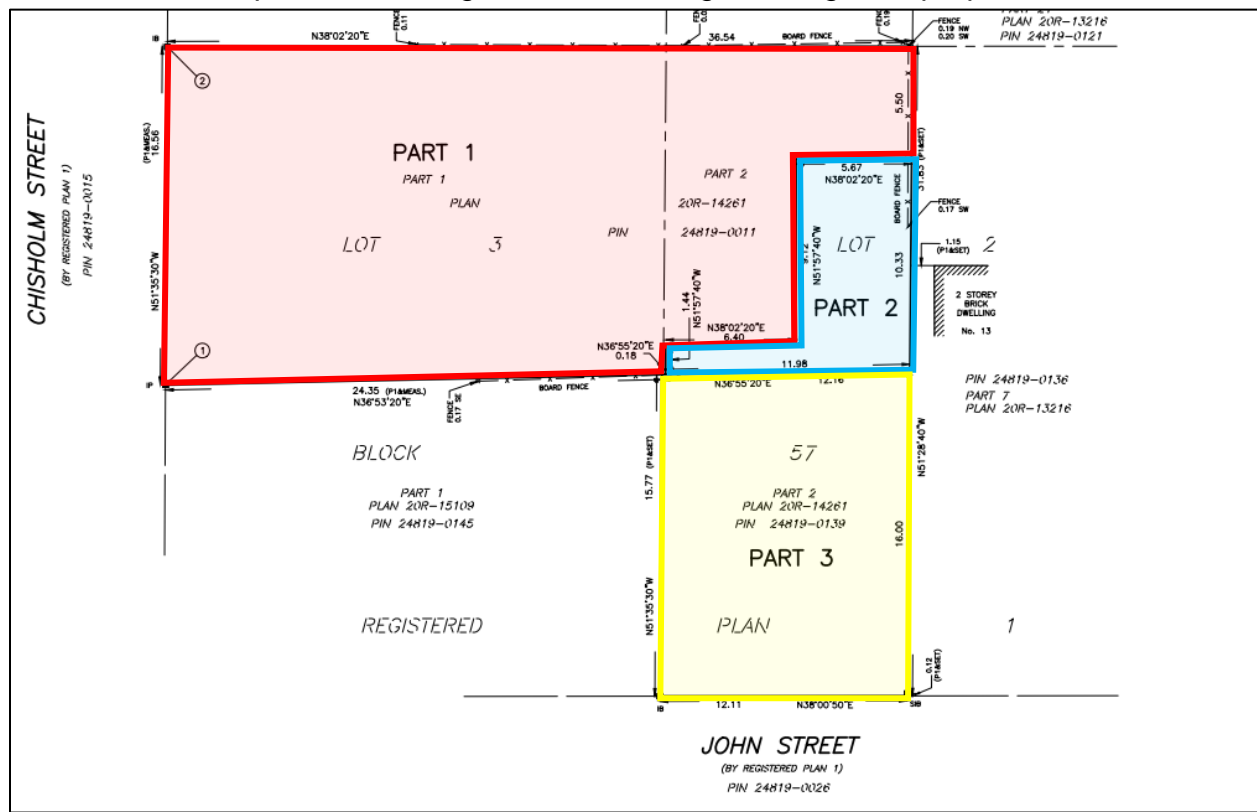 PLAN 20R-13216
PIN 24819-0121
FENCE
0.19 NW
0.20 SW
FENCE
0.11
IB
N38°02'20"E
36.54
BOARD FENCE
2
5.50
CHISHOLM STREET
(BY REGISTERED PLAN 1)
PIN 24819-0015
(P1&MEAS.)
16.56
N51°35'30"W
PART 1
PART 1
PLAN
LOT 3
PIN
PART 2
20R-14261
24819-0011
5.67
N38°02'20"E
31.83 (P1&SET)
BOARD FENCE
FENCE
0.17 SW
9.12
N51°57'40"W
LOT 2
10.33
1.15
(P1&SET)
PART 2
2 STOREY
BRICK
DWELLING
No. 13
1.44
N51°57'40"W
N38°02'20"E
6.40
N36°55'20"E
0.18
1
11.98
IP
24.35 (P1&MEAS.)
N36°53'20"E
BOARD FENCE
FENCE
0.17 SE
N36°55'20"E
12.16
PIN 24819-0136
PART 7
PLAN 20R-13216
BLOCK 57
PART 1
PLAN 20R-15109
PIN 24819-0145
15.77 (P1&SET)
N51°35'30"W
PART 2
PLAN 20R-14261
PIN 24819-0139
N51°28'40"W
16.00
PART 3
REGISTERED PLAN 1
0.12
(P1&SET)
IB
12.11
N38°00'50"E
SIB
JOHN STREET
(BY REGISTERED PLAN 1)
PIN 24819-0026